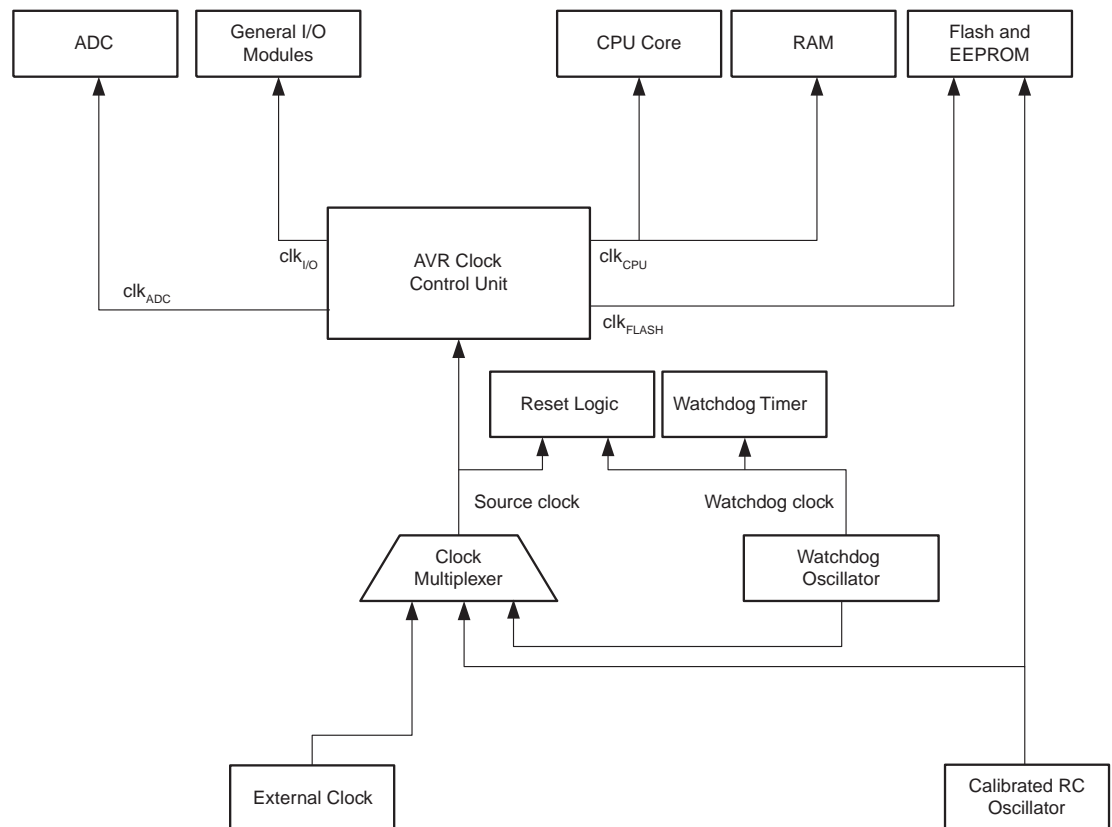 ADC
General I/O
Modules
CPU Core
RAM
Flash and
EEPROM
clkI/O
AVR Clock
Control Unit
clkCPU
clkADC
clkFLASH
Reset Logic
Watchdog Timer
Source clock
Watchdog clock
Clock
Multiplexer
Watchdog
Oscillator
External Clock
Calibrated RC
Oscillator